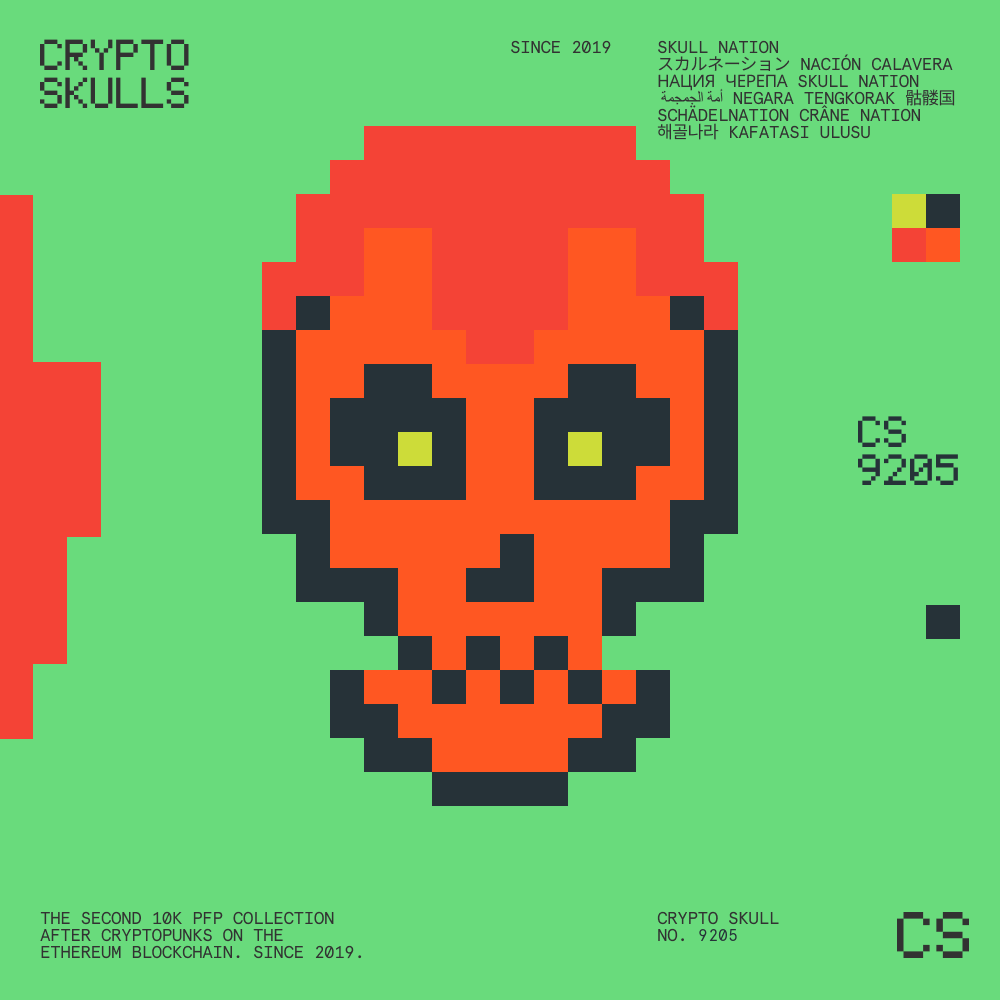 CRYPTO
SKULLS
SINCE 2019
SKULL NATION
スカルネーション NACIÓN CALAVERA
НАЦИЯ ЧЕРЕПА SKULL NATION
أمة الجمجمة NEGARA TENGKORAK 骷髅国
SCHÄDELNATION CRÂNE NATION
해골나라 KAFATASI ULUSU
CS
9205
THE SECOND 10K PFP COLLECTION
AFTER CRYPTOPUNKS ON THE
ETHEREUM BLOCKCHAIN. SINCE 2019.
CRYPTO SKULL
NO. 9205
CS